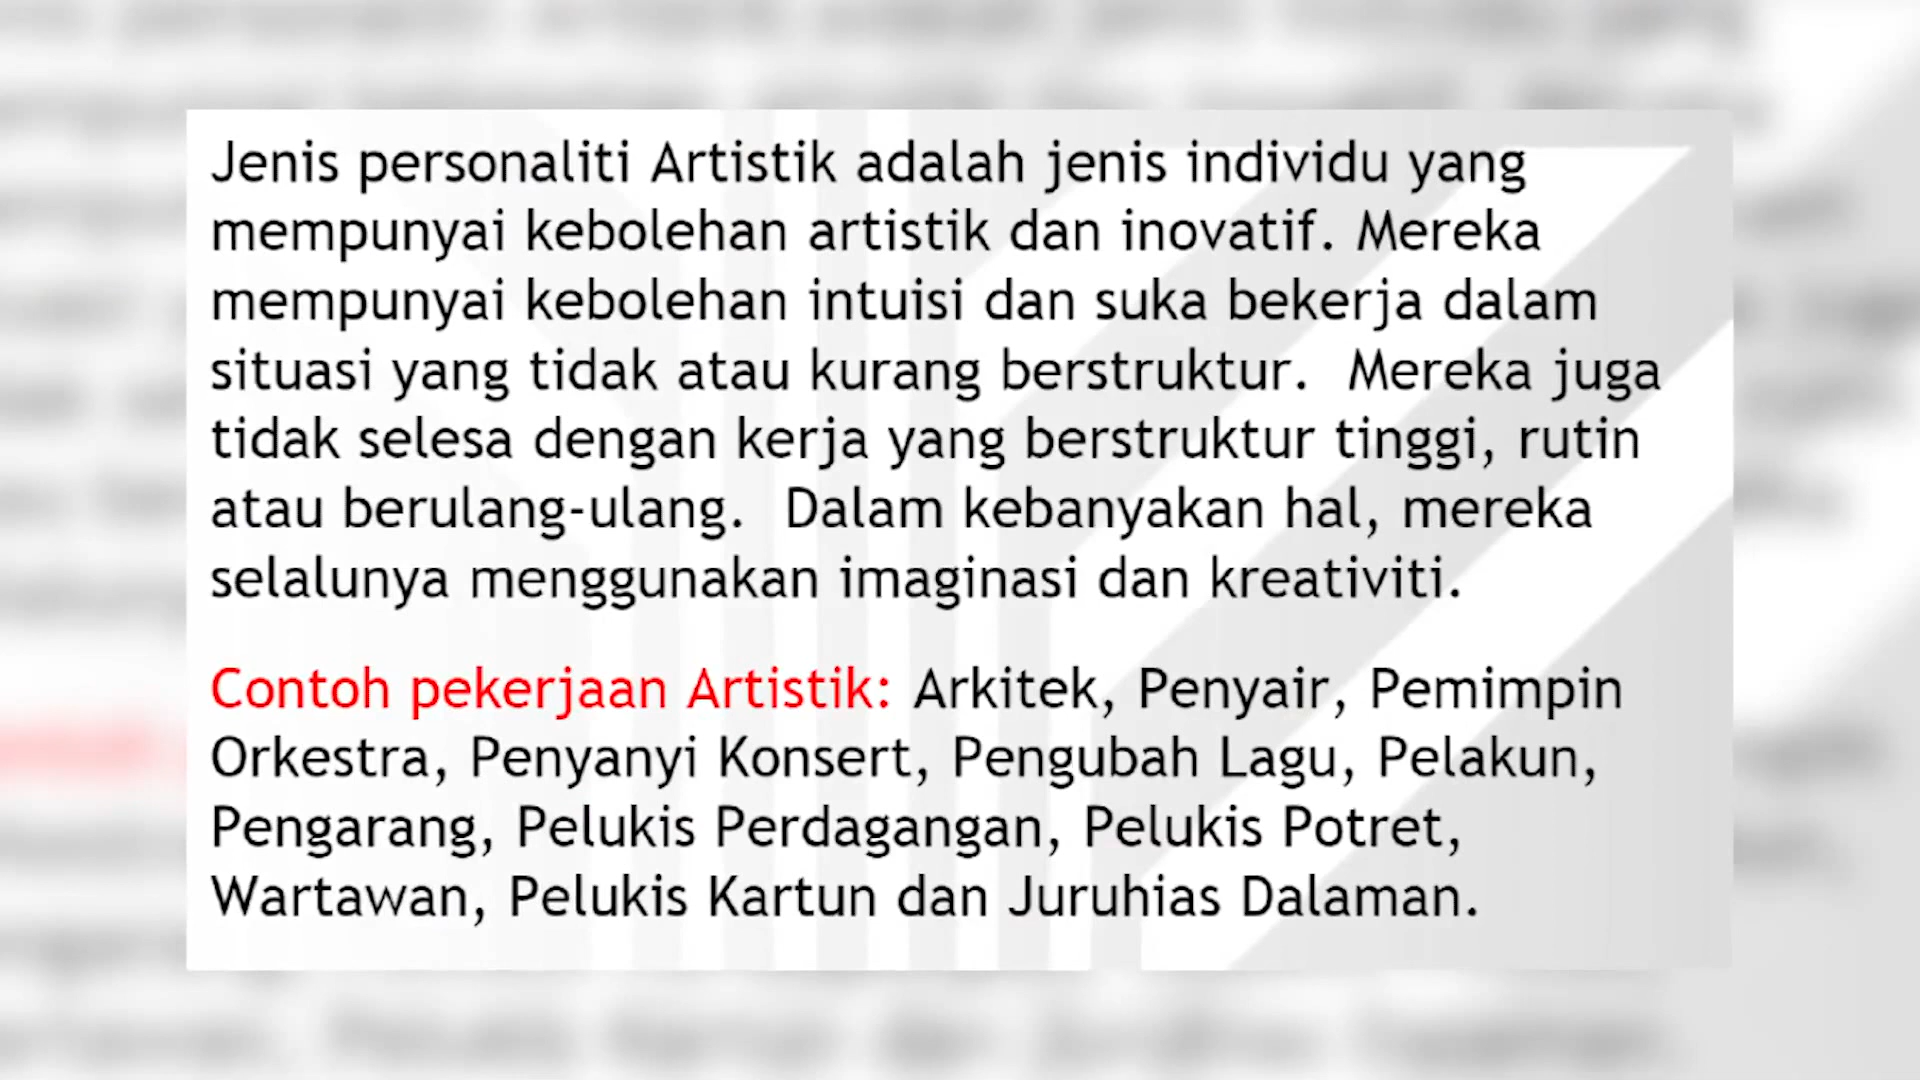 Jenis personaliti Artistik adalah jenis individu yang
mempunyai kebolehan artistik dan inovatif. Mereka
mempunyai kebolehan intuisi dan suka bekerja dalam
situasi yang tidak atau kurang berstruktur.  Mereka juga
tidak selesa dengan kerja yang berstruktur tinggi, rutin
atau berulang-ulang.  Dalam kebanyakan hal, mereka
selalunya menggunakan imaginasi dan kreativiti.
Contoh pekerjaan Artistik: Arkitek, Penyair, Pemimpin
Orkestra, Penyanyi Konsert, Pengubah Lagu, Pelakun,
Pengarang, Pelukis Perdagangan, Pelukis Potret,
Wartawan, Pelukis Kartun dan Juruhias Dalaman.